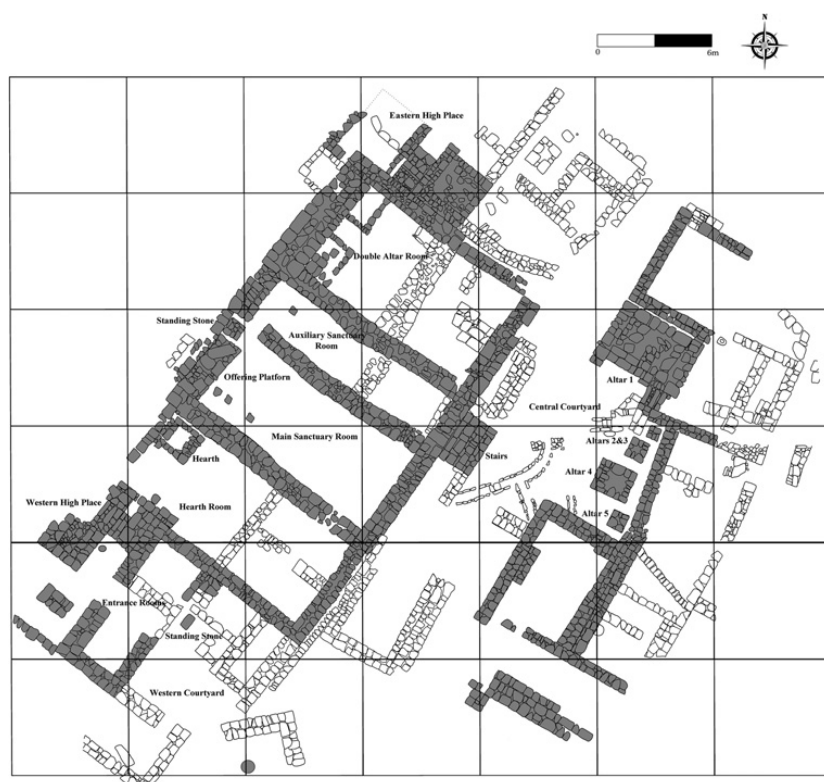 N
0 6m
Eastern High Place
Double Altar Room
Standing Stone
Auxiliary Sanctuary
Room
Offering Platforn
Altar 1
Central Courtyard
Main Sanctuary Room
Altars 2&3
Stairs
Hearth
Altar 4
Western High Place
Hearth Room
Altar 5
Entrance Rooms
Standing Stone
Western Courtyard